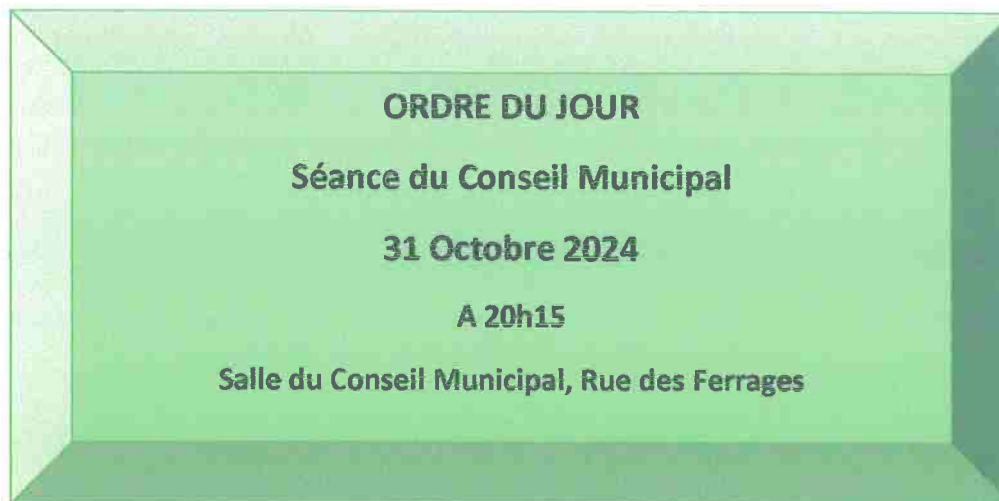 ORDRE DU JOUR
Séance du Conseil Municipal
31 Octobre 2024
A 20h15
Salle du Conseil Municipal, Rue des Ferrages